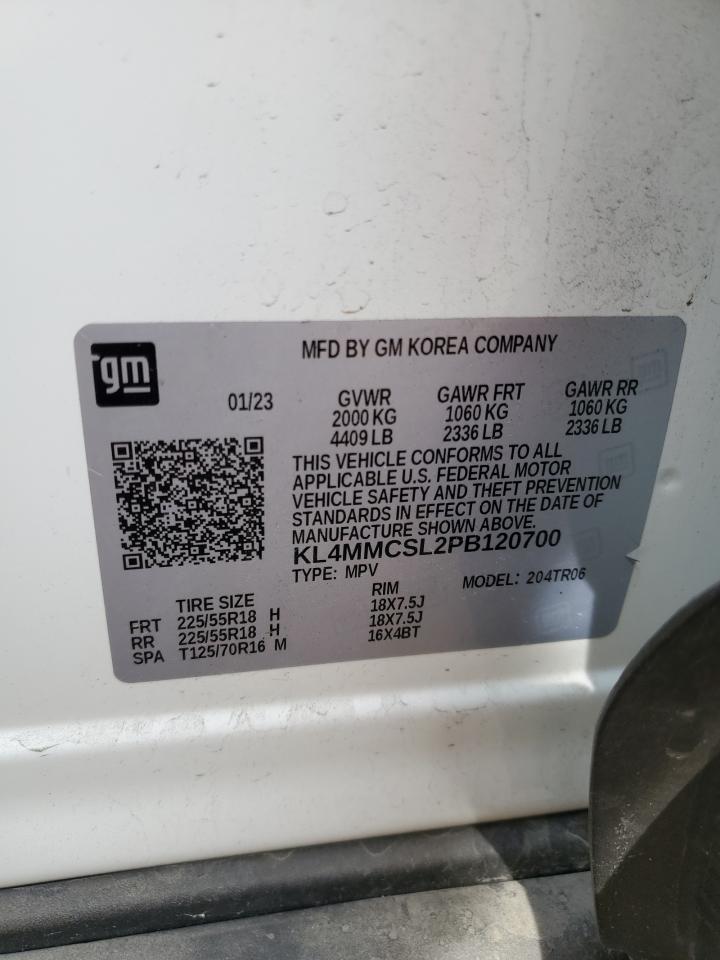 gm
MFD BY GM KOREA COMPANY
01/23
GVWR GAWR FRT GAWR RR
2000 KG 1060 KG 1060 KG
4409 LB 2336 LB 2336 LB
THIS VEHICLE CONFORMS TO ALL
APPLICABLE U.S. FEDERAL MOTOR
VEHICLE SAFETY AND THEFT PREVENTION
STANDARDS IN EFFECT ON THE DATE OF
MANUFACTURE SHOWN ABOVE.
KL4MMCSL2PB120700
TYPE: MPV MODEL: 204TR06
TIRE SIZE RIM
FRT 225/55R18 H 18X7.5J
RR 225/55R18 H 18X7.5J
SPA T125/70R16 M 16X4BT